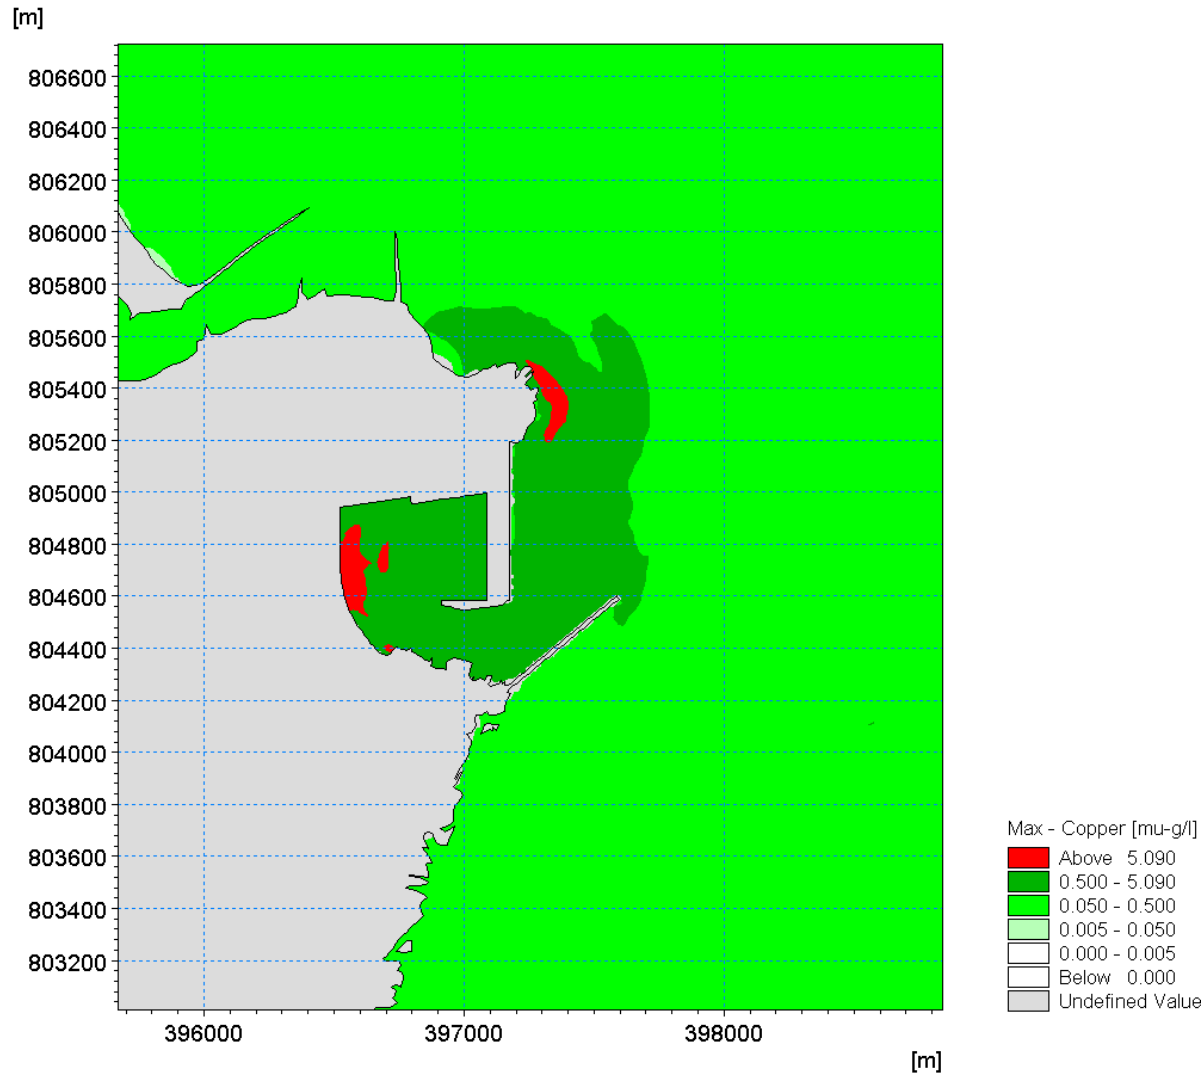 [m]
806600
806400
806200
806000
805800
805600
805400
805200
805000
804800
804600
804400
804200
804000
803800
803600
803400
803200
396000 397000 398000
[m]
Max - Copper [mu-g/l]
Above 5.090
0.500 - 5.090
0.050 - 0.500
0.005 - 0.050
0.000 - 0.005
Below 0.000
Undefined Value